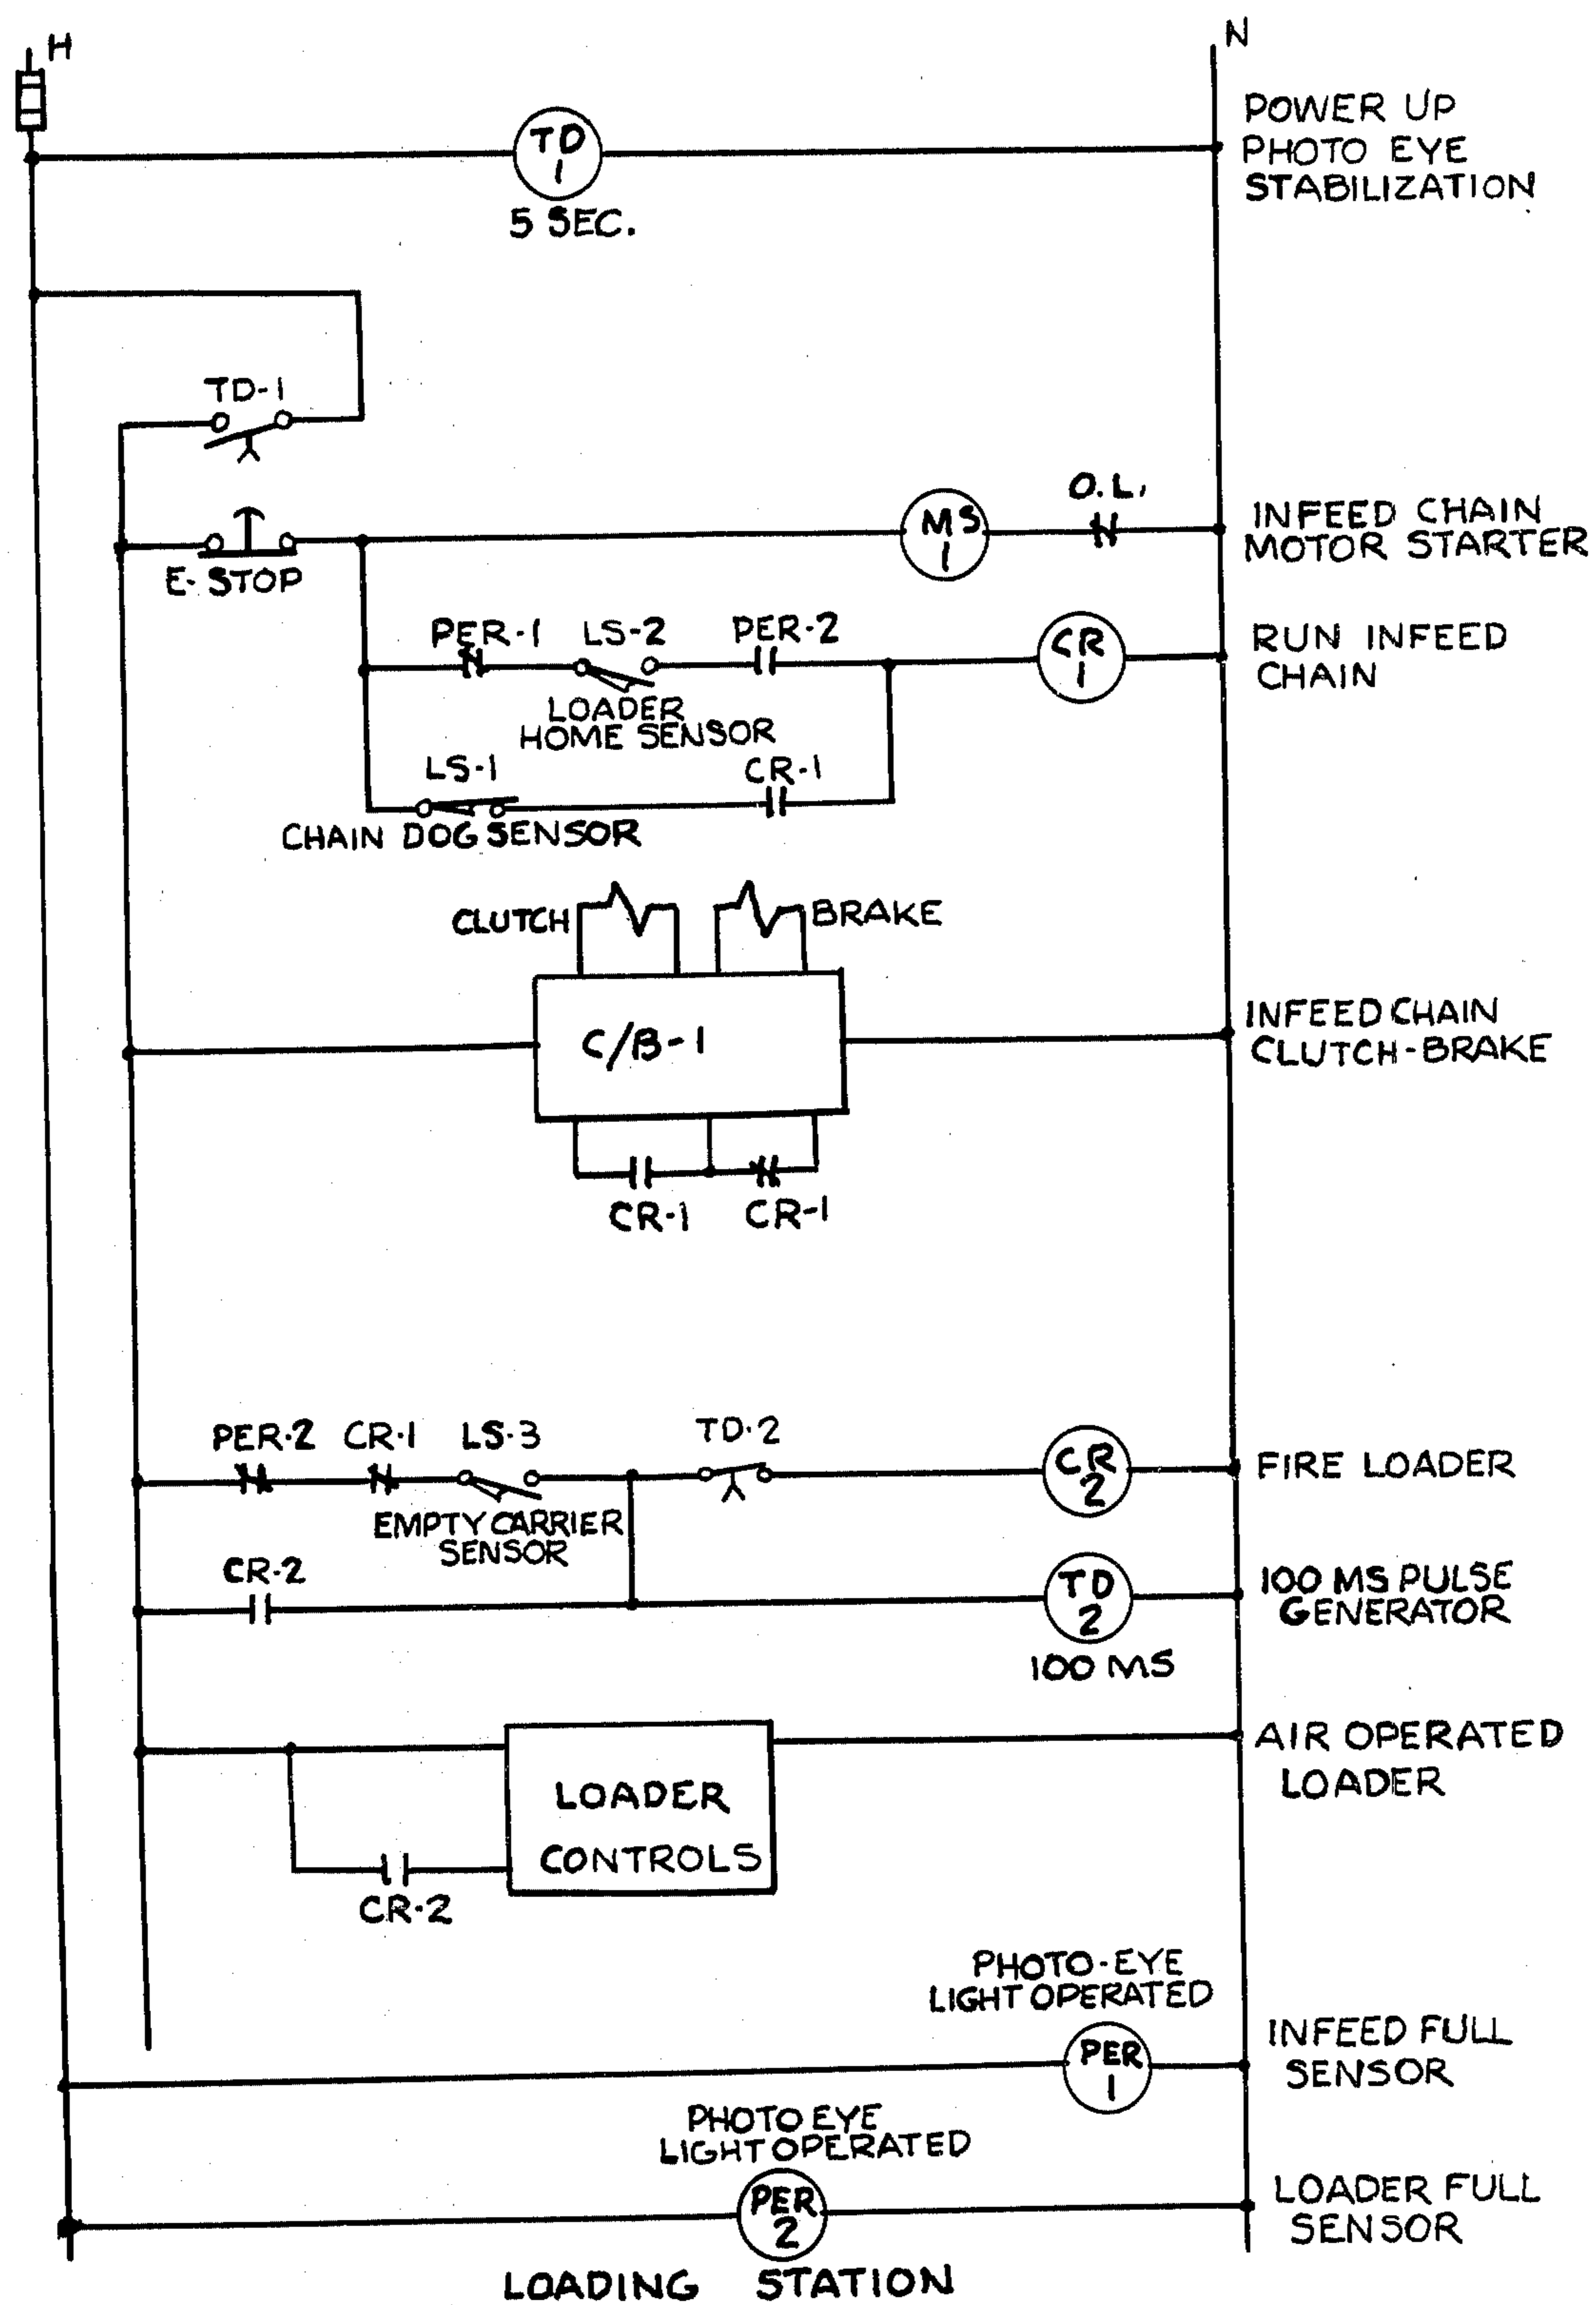 H
N
TD
1
5 SEC.
POWER UP
PHOTO EYE
STABILIZATION
TD-1
E-STOP
MS
1
O.L.
INFEED CHAIN
MOTOR STARTER
PER-1
LS-2
PER-2
LOADER
HOME SENSOR
CR
1
RUN INFEED
CHAIN
LS-1
CR-1
CHAIN DOG SENSOR
CLUTCH
BRAKE
C/B-1
INFEED CHAIN
CLUTCH-BRAKE
CR-1
CR-1
PER-2
CR-1
LS-3
TD-2
EMPTY CARRIER
SENSOR
CR
2
FIRE LOADER
CR-2
TD
2
100 MS
100 MS PULSE
GENERATOR
LOADER
CONTROLS
AIR OPERATED
LOADER
CR-2
PHOTO-EYE
LIGHT OPERATED
PER
1
INFEED FULL
SENSOR
PHOTO EYE
LIGHT OPERATED
PER
2
LOADER FULL
SENSOR
LOADING STATION